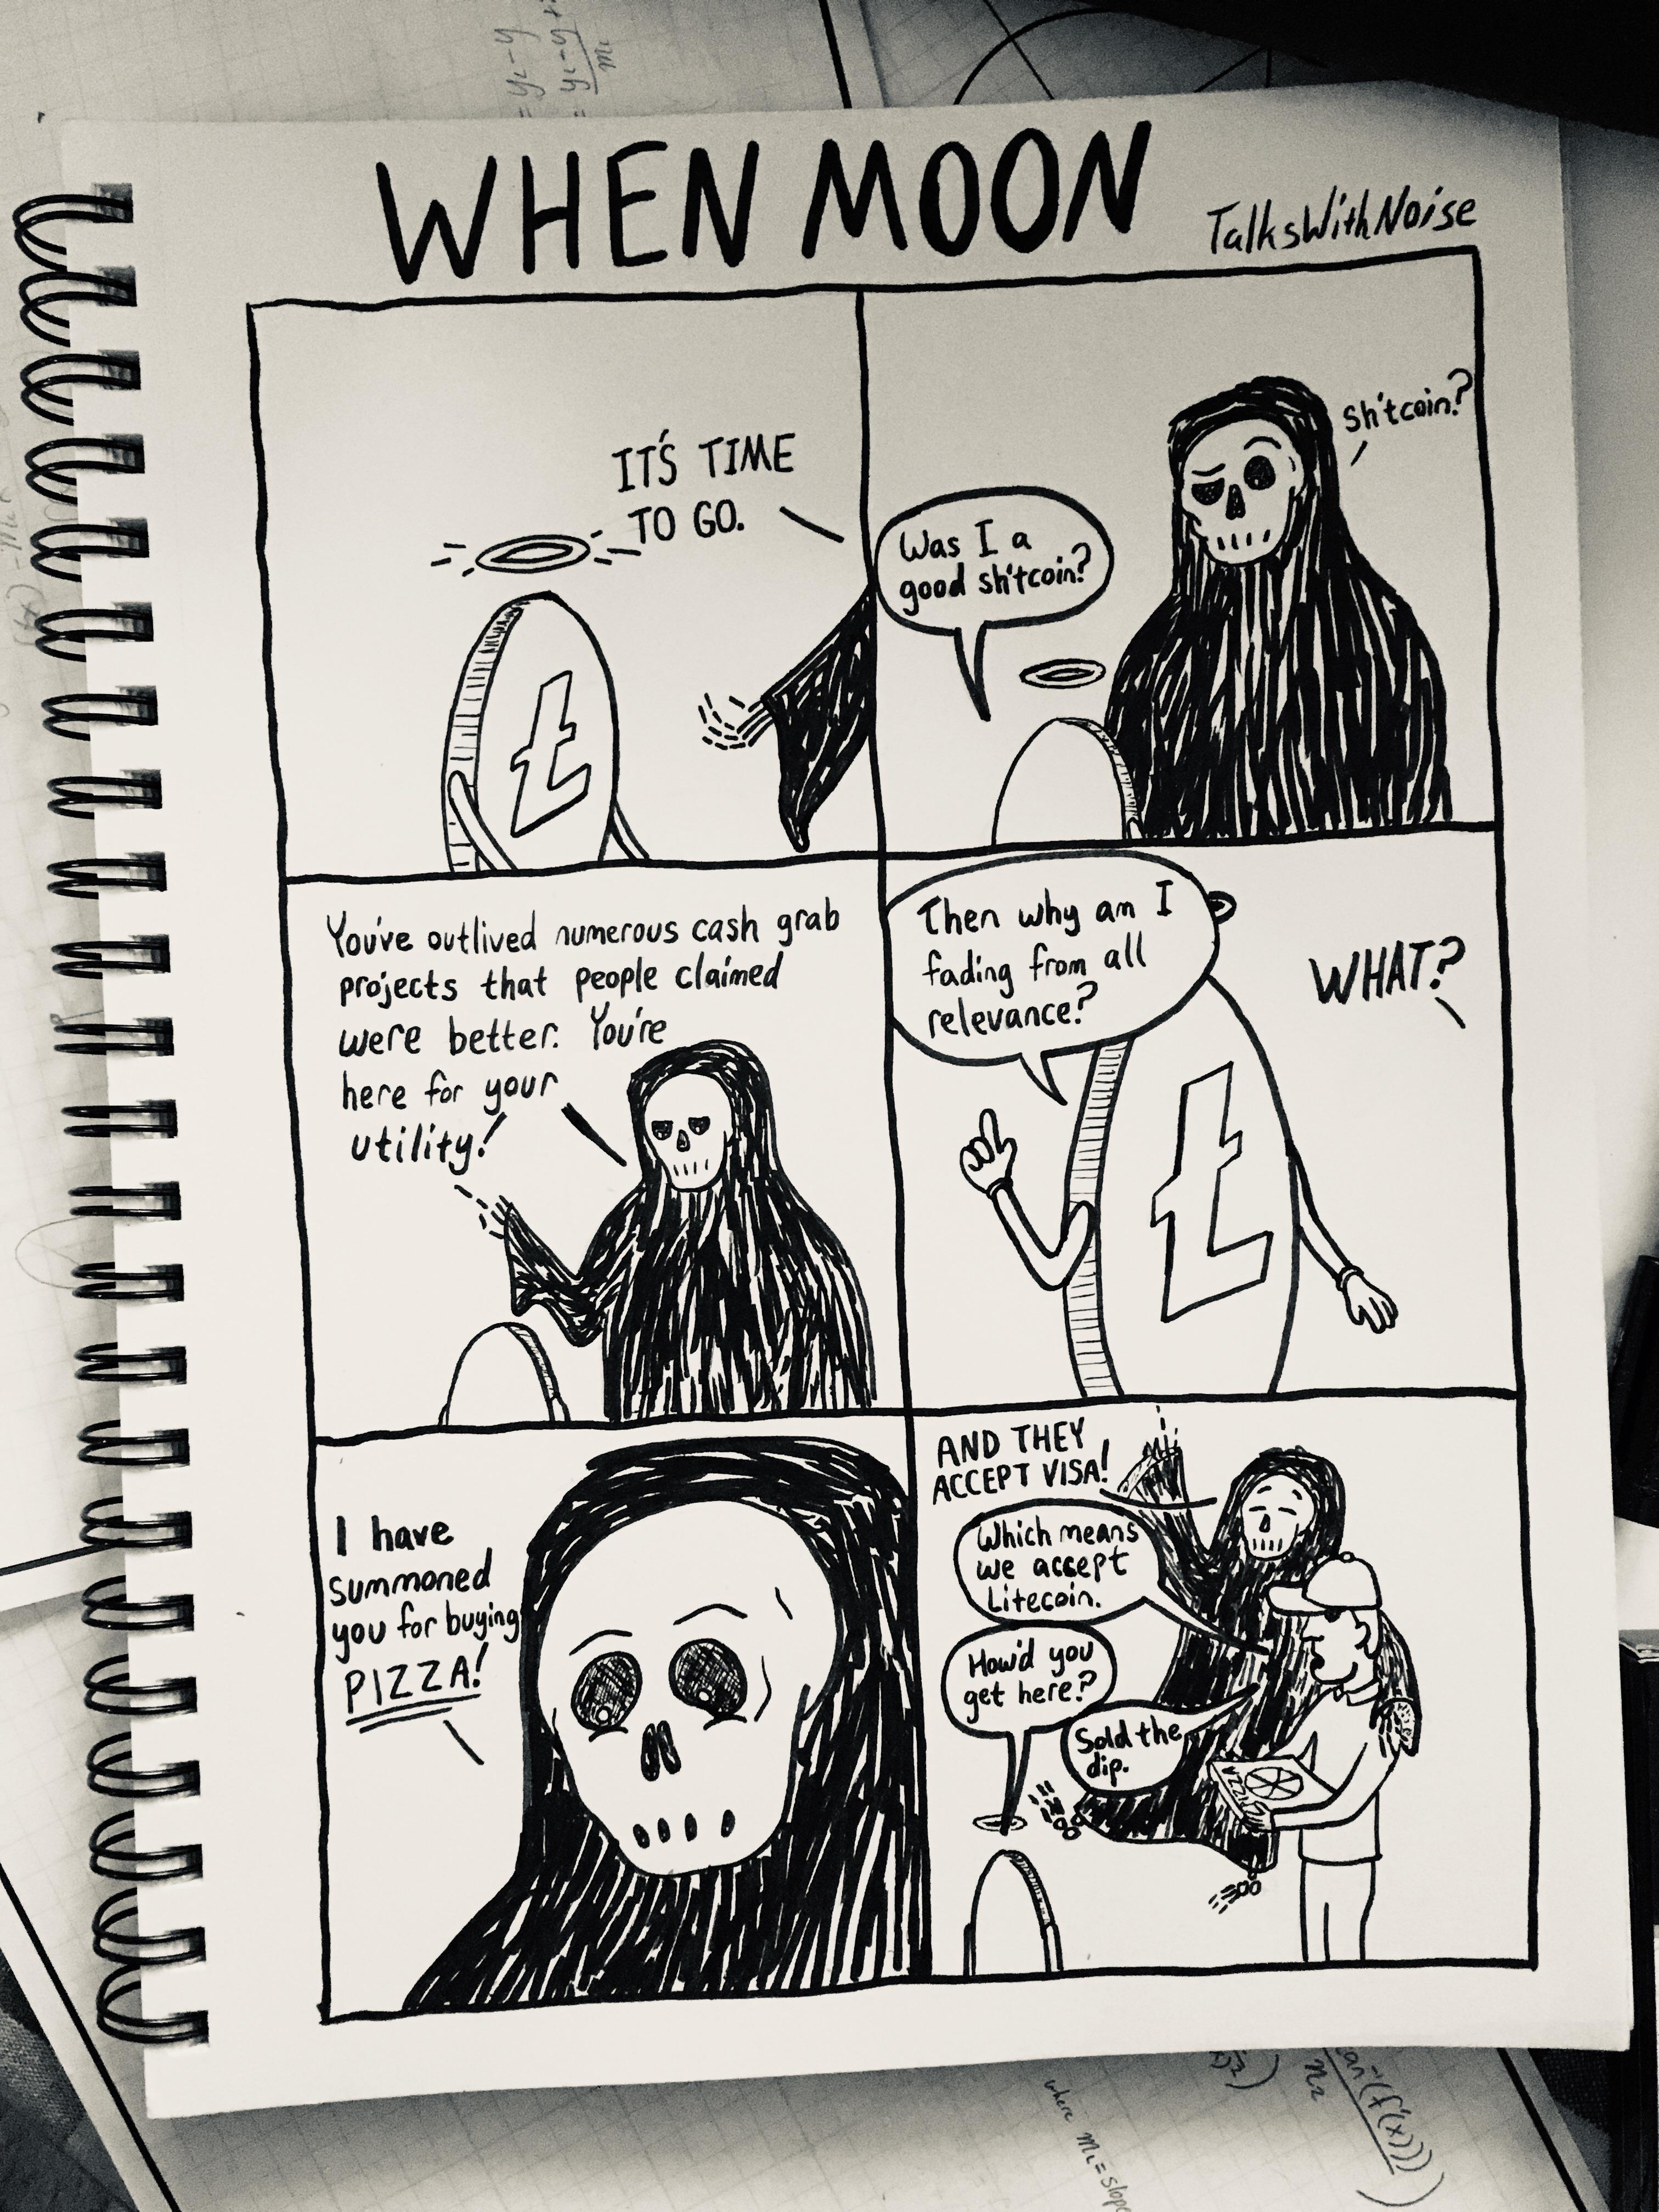 WHEN MOON
TalksWithNoise
IT'S TIME
TO GO.
Was I a
good sh'tcoin?
sh'tcoin?
You've outlived numerous cash grab
projects that people claimed
were better. You're
here for your
utility!
Then why am I
fading from all
relevance?
WHAT?
I have
summoned
you for buying
PIZZA!
AND THEY
ACCEPT VISA!
Which means
we accept
Litecoin.
How'd you
get here?
Sold the
dip.
where m₁=slope